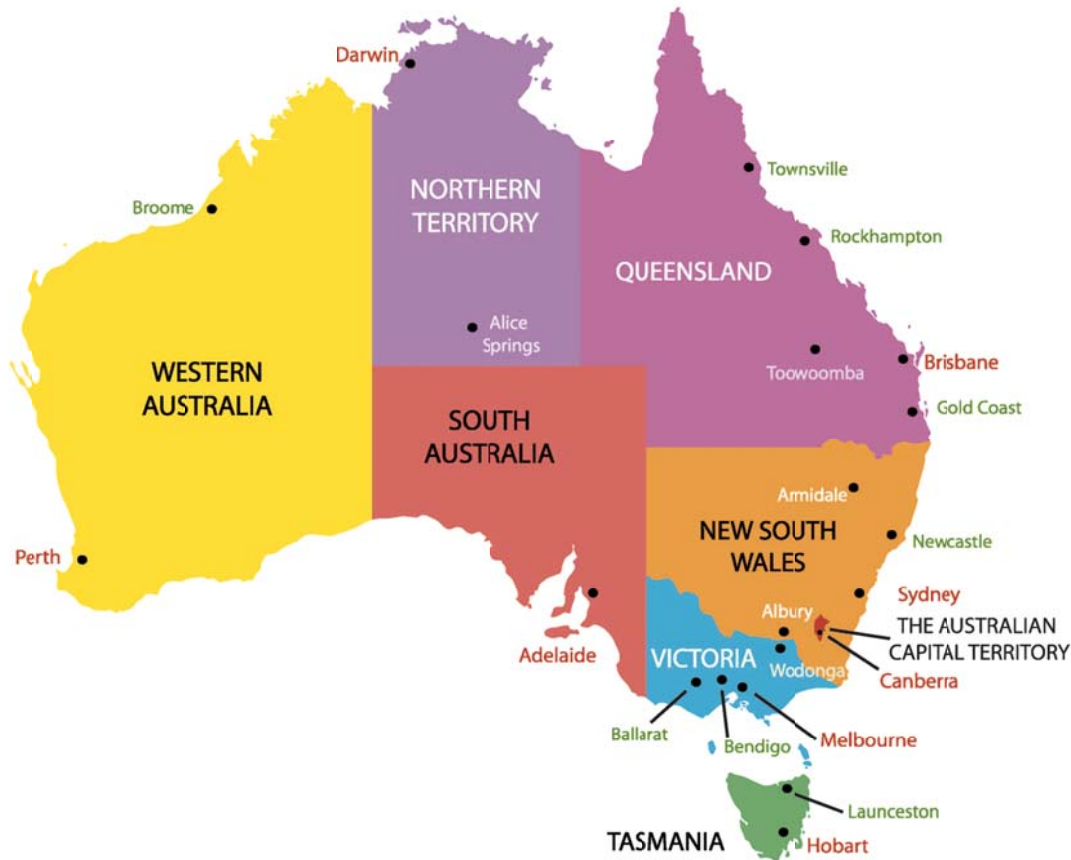 Darwin
Townsville
NORTHERN
TERRITORY
Broome
Rockhampton
QUEENSLAND
Alice
Springs
Toowoomba
Brisbane
WESTERN
AUSTRALIA
Gold Coast
SOUTH
AUSTRALIA
Armidale
NEW SOUTH
WALES
Newcastle
Perth
Sydney
Albury
THE AUSTRALIAN
CAPITAL TERRITORY
Adelaide
VICTORIA
Wodonga
Canberra
Ballarat
Bendigo
Melbourne
Launceston
TASMANIA
Hobart